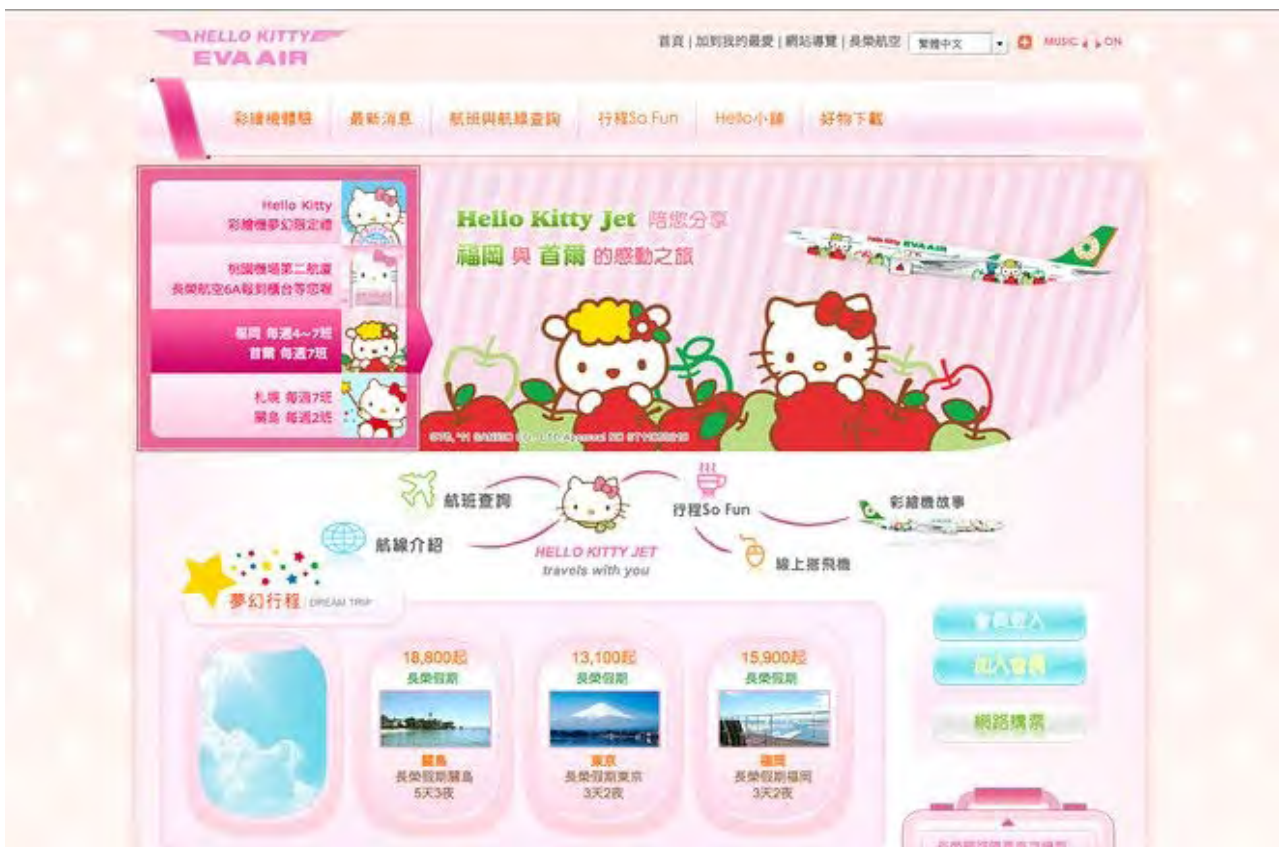 HELLO KITTY
EVA AIR
首頁 | 加到我的最愛 | 網站導覽 | 長榮航空 繁體中文 MUSIC ON
彩繪機體驗 最新消息 航班與航線查詢 行程So Fun Hello小舖 好物下載
Hello Kitty
彩繪機夢幻限定禮
桃園機場第二航廈
長榮航空6A報到櫃台等您喔
福岡 每週4~7班
首爾 每週7班
札幌 每週7班
關島 每週2班
Hello Kitty Jet 陪您分享
福岡 與 首爾 的感動之旅
Hello Kitty EVA AIR
航班查詢
行程So Fun
彩繪機故事
航線介紹
HELLO KITTY JET
travels with you
線上搭飛機
夢幻行程 / DREAM TRIP
18,800起
長榮假期
關島
長榮假期關島
5天3夜
13,100起
長榮假期
東京
長榮假期東京
3天2夜
15,900起
長榮假期
福岡
長榮假期福岡
3天2夜
會員登入
加入會員
網路購票